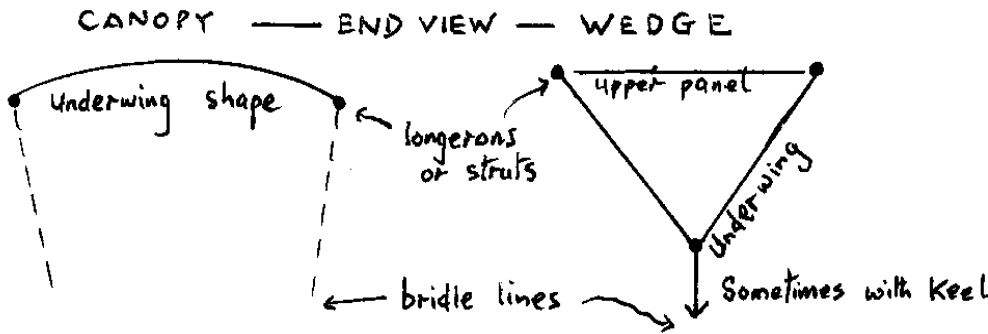 CANOPY — END VIEW — WEDGE
underwing shape
upper panel
longerons
or struts
Underwing
bridle lines
Sometimes with Keel